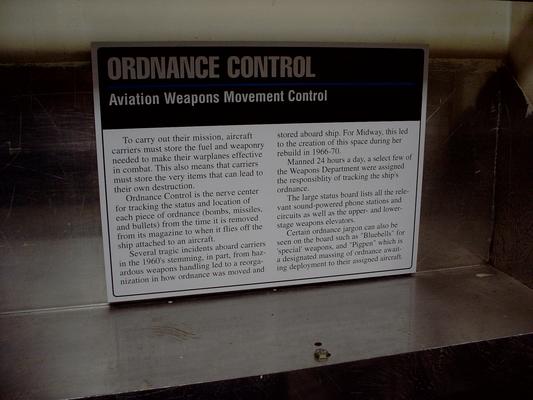 ORDNANCE CONTROL
Aviation Weapons Movement Control
To carry out their mission, aircraft
carriers must store the fuel and weaponry
needed to make their warplanes effective
in combat. This also means that carriers
must store the very items that can lead to
their own destruction.
Ordnance Control is the nerve center
for tracking the status and location of
each piece of ordnance (bombs, missiles,
and bullets) from the time it is removed
from its magazine to when it flies off the
ship attached to an aircraft.
Several tragic incidents aboard carriers
in the 1960's stemming, in part, from haz-
ardous weapons handling led to a reorga-
nization in how ordnance was moved and
stored aboard ship. For Midway, this led
to the creation of this space during her
rebuild in 1966-70.
Manned 24 hours a day, a select few of
the Weapons Department were assigned
the responsiblity of tracking the ship's
ordnance.
The large status board lists all the rele-
vant sound-powered phone stations and
circuits as well as the upper- and lower-
stage weapons elevators.
Certain ordnance jargon can also be
seen on the board such as "Bluebells" for
'special' weapons, and "Pigpen" which is
a designated massing of ordnance await-
ing deployment to their assigned aircraft.